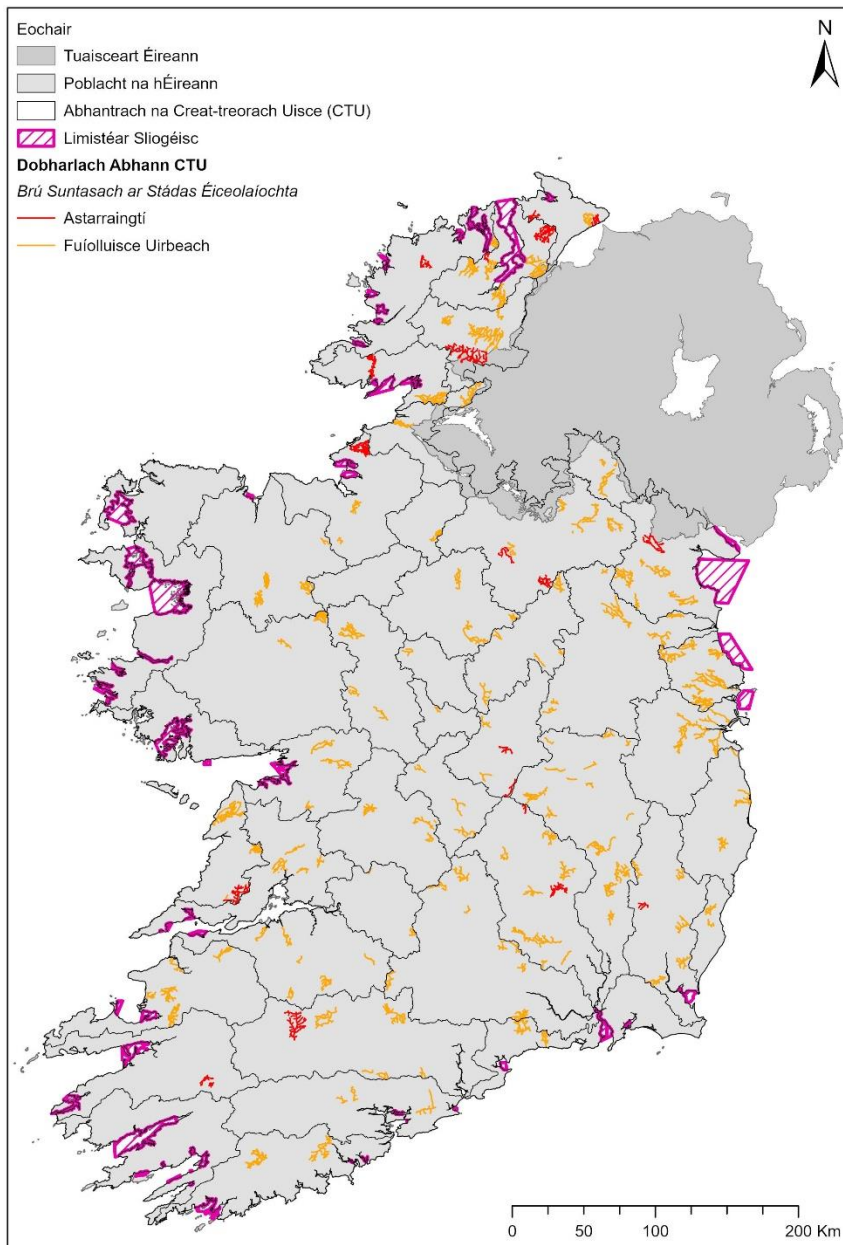 Eochair
Tuaisceart Éireann
Poblacht na hÉireann
Abhantrach na Creat-treorach Uisce (CTU)
Limistéar Sliogéisc
Dobharlach Abhann CTU
Brú Suntasach ar Stádas Éiceolaíochta
Astarraingtí
Fuíolluisce Uirbeach
N
0 50 100 200 Km